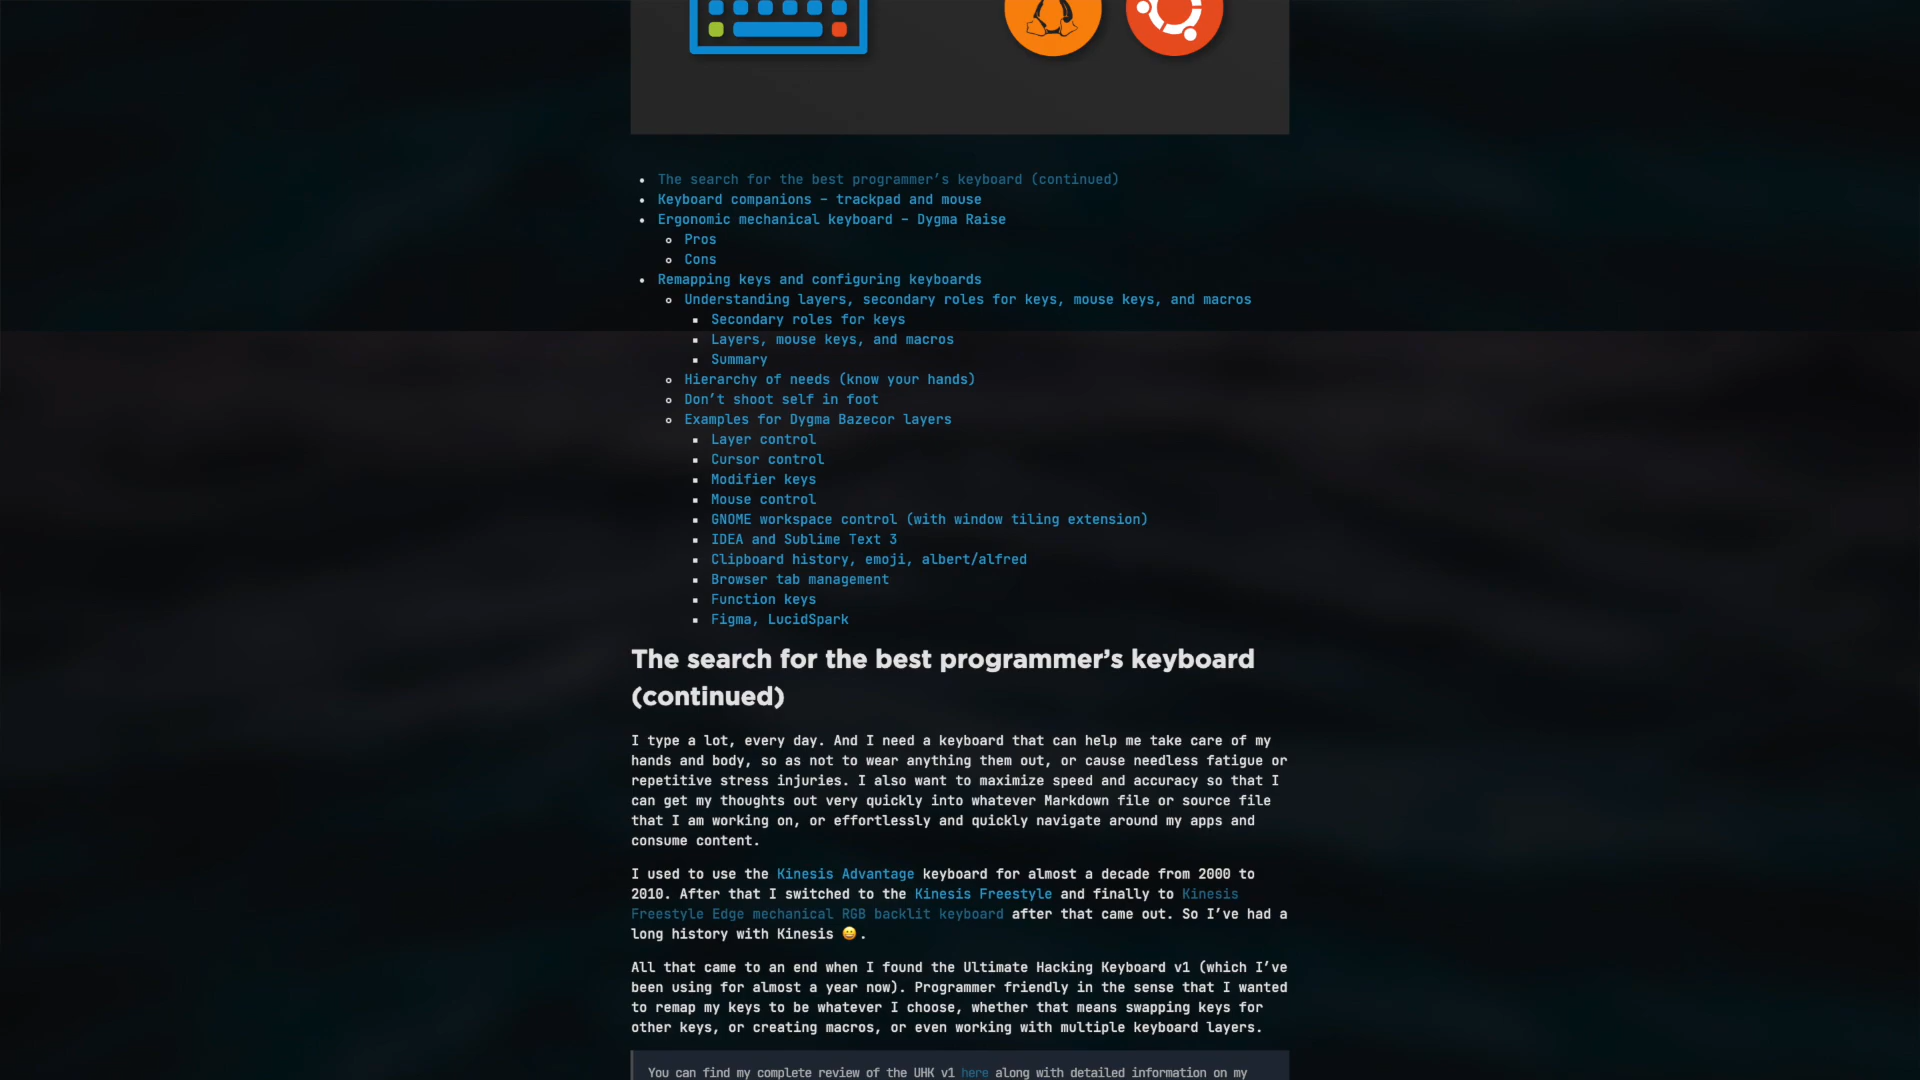 The search for the best programmer’s keyboard (continued)
Keyboard companions – trackpad and mouse
Ergonomic mechanical keyboard – Dygma Raise
Pros
Cons
Remapping keys and configuring keyboards
Understanding layers, secondary roles for keys, mouse keys, and macros
Secondary roles for keys
Layers, mouse keys, and macros
Summary
Hierarchy of needs (know your hands)
Don’t shoot self in foot
Examples for Dygma Bazecor layers
Layer control
Cursor control
Modifier keys
Mouse control
GNOME workspace control (with window tiling extension)
IDEA and Sublime Text 3
Clipboard history, emoji, albert/alfred
Browser tab management
Function keys
Figma, LucidSpark
The search for the best programmer’s keyboard
(continued)
I type a lot, every day. And I need a keyboard that can help me take care of my
hands and body, so as not to wear anything them out, or cause needless fatigue or
repetitive stress injuries. I also want to maximize speed and accuracy so that I
can get my thoughts out very quickly into whatever Markdown file or source file
that I am working on, or effortlessly and quickly navigate around my apps and
consume content.
I used to use the Kinesis Advantage keyboard for almost a decade from 2000 to
2010. After that I switched to the Kinesis Freestyle and finally to Kinesis
Freestyle Edge mechanical RGB backlit keyboard after that came out. So I’ve had a
long history with Kinesis 😀.
All that came to an end when I found the Ultimate Hacking Keyboard v1 (which I’ve
been using for almost a year now). Programmer friendly in the sense that I wanted
to remap my keys to be whatever I choose, whether that means swapping keys for
other keys, or creating macros, or even working with multiple keyboard layers.
You can find my complete review of the UHK v1 here along with detailed information on my